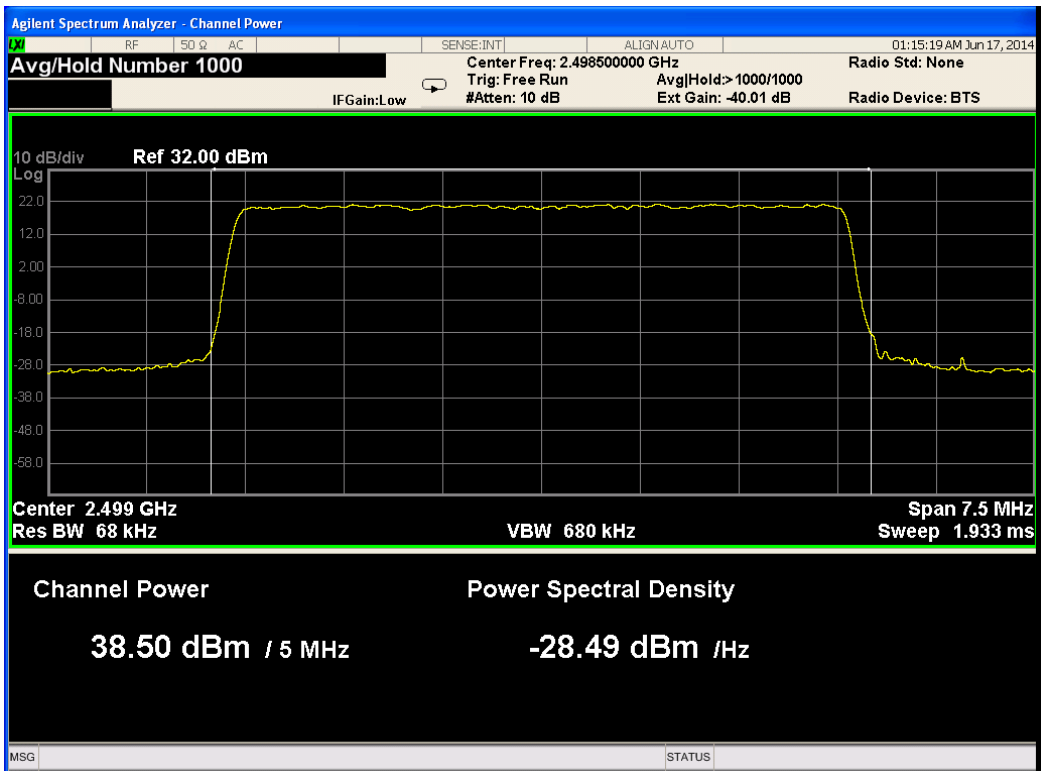 Agilent Spectrum Analyzer - Channel Power
LXI RF 50 Ω AC SENSE:INT ALIGN AUTO 01:15:19 AM Jun 17, 2014
Avg/Hold Number 1000
Center Freq: 2.498500000 GHz Radio Std: None
Trig: Free Run Avg|Hold:>1000/1000
IFGain:Low #Atten: 10 dB Ext Gain: -40.01 dB Radio Device: BTS
10 dB/div Ref 32.00 dBm
Log
22.0
12.0
2.00
-8.00
-18.0
-28.0
-38.0
-48.0
-58.0
Center 2.499 GHz Span 7.5 MHz
Res BW 68 kHz VBW 680 kHz Sweep 1.933 ms
Channel Power Power Spectral Density
38.50 dBm / 5 MHz -28.49 dBm /Hz
MSG STATUS